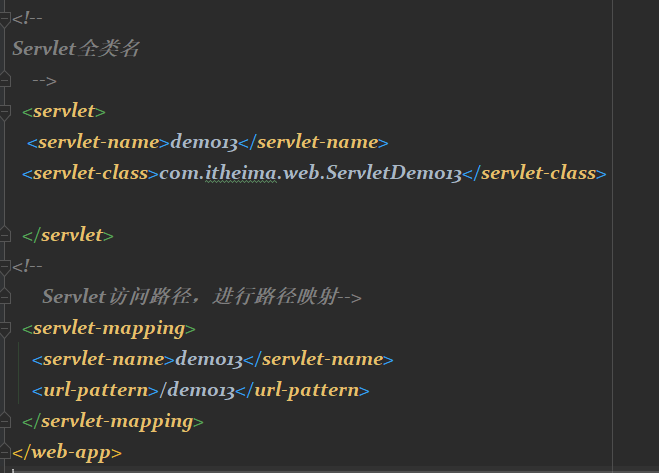 <!--
Servlet全类名
-->
<servlet>
<servlet-name>demo13</servlet-name>
<servlet-class>com.itheima.web.ServletDemo13</servlet-class>
</servlet>
<!--
Servlet访问路径，进行路径映射-->
<servlet-mapping>
<servlet-name>demo13</servlet-name>
<url-pattern>/demo13</url-pattern>
</servlet-mapping>
</web-app>